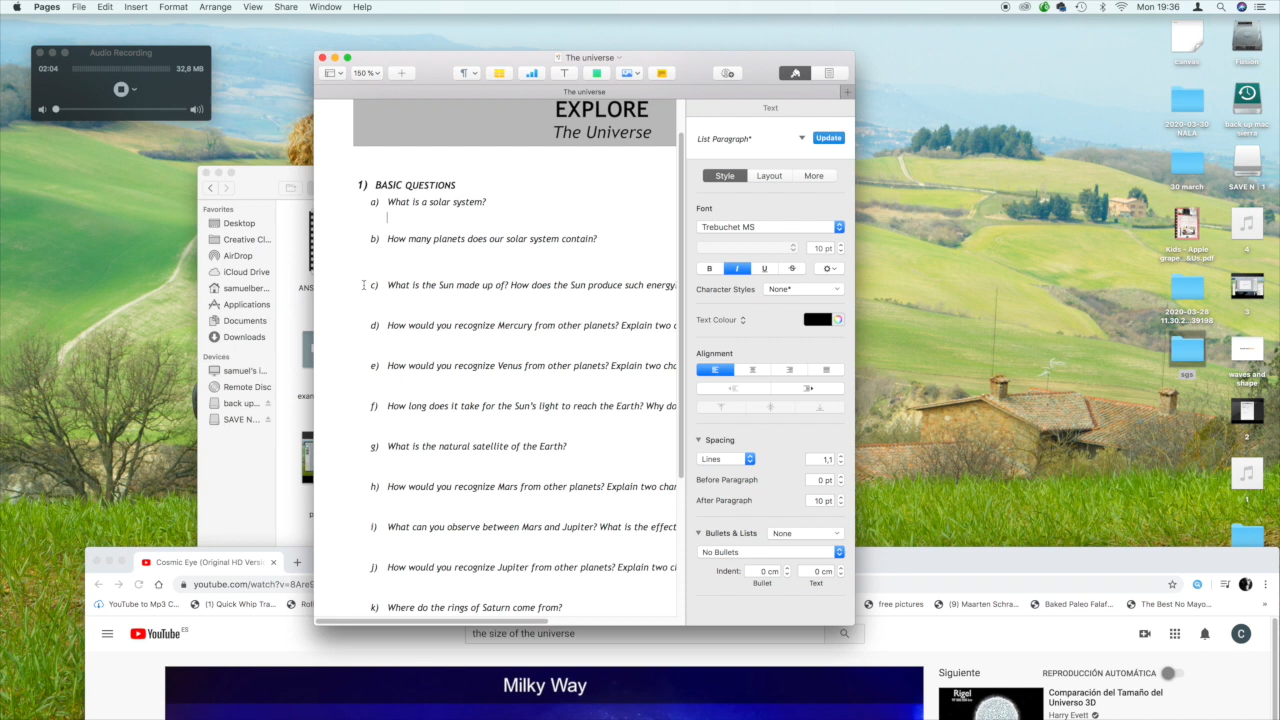 Pages File Edit Insert Format Arrange View Share Window Help
Mon 19:36
Audio Recording
02:04
32,8 MB
The universe
150 %
The universe
EXPLORE
The Universe
1) BASIC QUESTIONS
a) What is a solar system?
b) How many planets does our solar system contain?
c) What is the Sun made up of? How does the Sun produce such energy
d) How would you recognize Mercury from other planets? Explain two c
e) How would you recognize Venus from other planets? Explain two cha
f) How long does it take for the Sun's light to reach the Earth? Why do
g) What is the natural satellite of the Earth?
h) How would you recognize Mars from other planets? Explain two char
i) What can you observe between Mars and Jupiter? What is the effect
j) How would you recognize Jupiter from other planets? Explain two c
k) Where do the rings of Saturn come from?
Text
List Paragraph*
Update
Style Layout More
Font
Trebuchet MS
10 pt
B I U S
Character Styles None*
Text Colour
Alignment
Spacing
Lines 1,1
Before Paragraph 0 pt
After Paragraph 10 pt
Bullets & Lists None
No Bullets
Indent: 0 cm 0 cm
Bullet Text
Favorites
Desktop
Creative Cl...
AirDrop
iCloud Drive
samuelber...
Applications
Documents
Downloads
Devices
samuel's i...
Remote Disc
back up...
SAVE N...
ANS
exan
canvas
Fusion
2020-03-30
NALA
back up mac
sierra
30 march
SAVE N | 1
Kids - Apple
grape...&Us.pdf
4
2020-03-28
11.30.2...39198
3
sgs
waves and
shape
2
1
Cosmic Eye (Original HD Versi
youtube.com/watch?v=8Are9
YouTube to Mp3 C...
(1) Quick Whip Tra...
Roll
free pictures
(9) Maarten Schra...
Baked Paleo Falaf...
The Best No Mayo...
»
YouTube ES
the size of the universe
C
Milky Way
Siguiente
REPRODUCCIÓN AUTOMÁTICA
Rigel
Comparación del Tamaño del
Universo 3D
Harry Evett